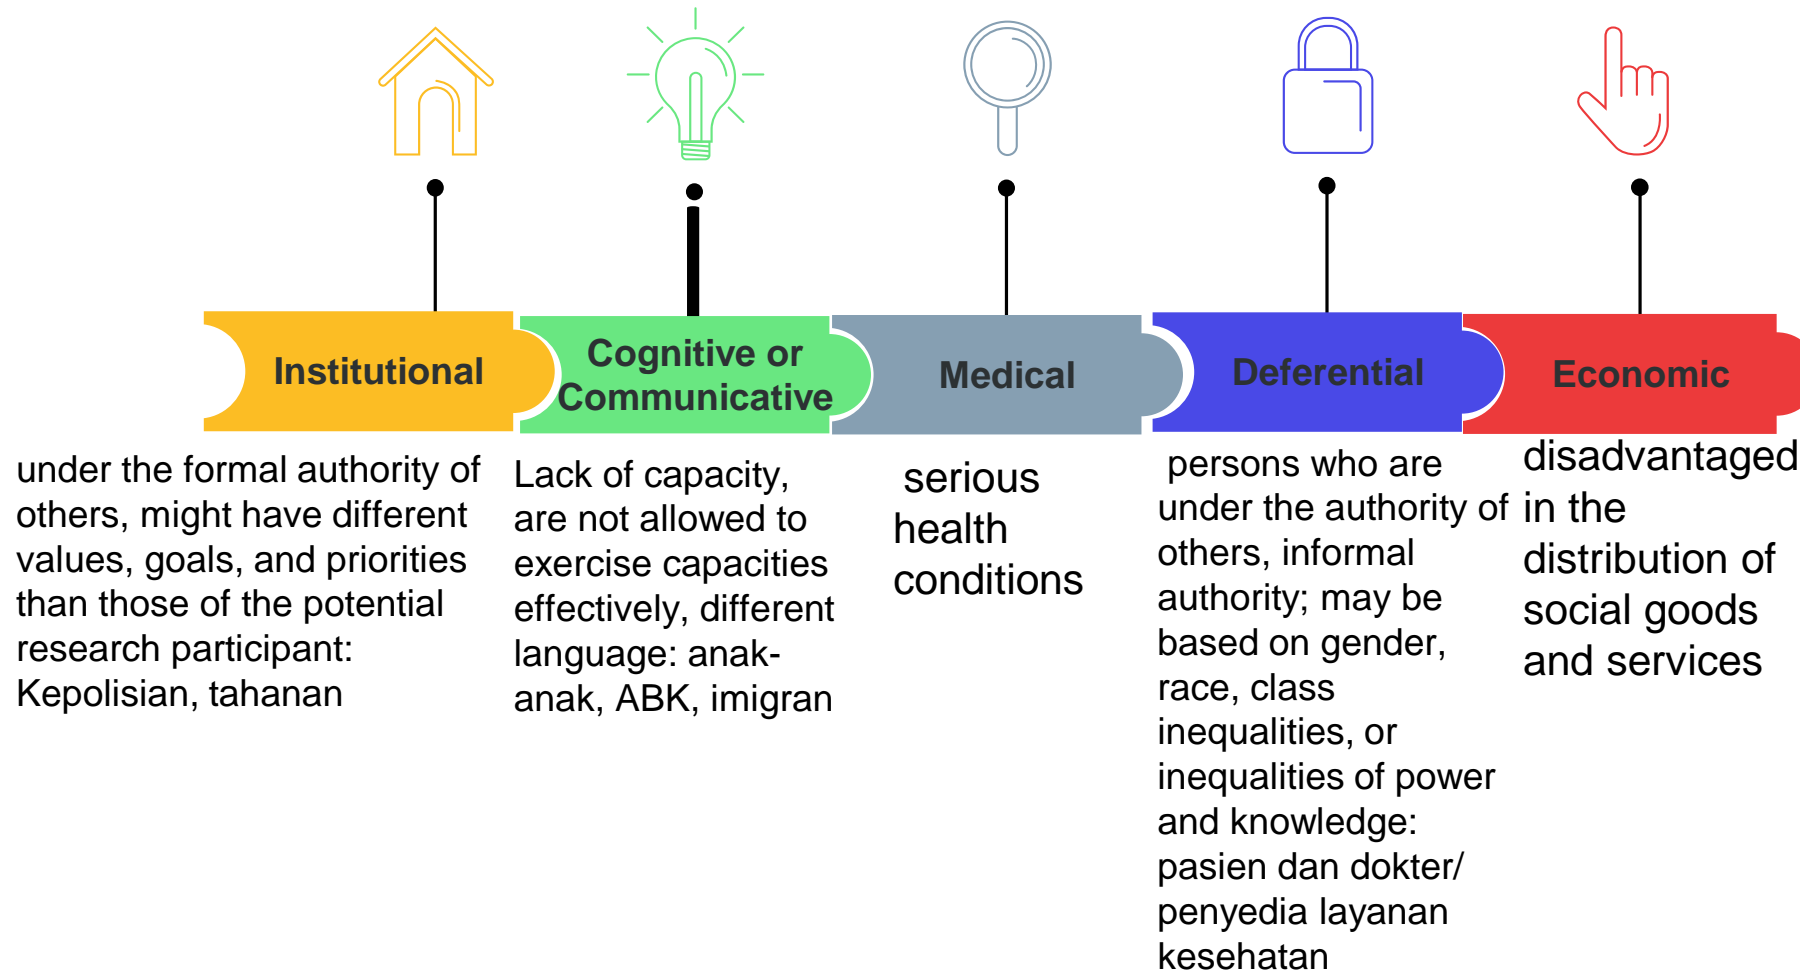 Institutional
Cognitive or
Communicative
Medical
Deferential
Economic
under the formal authority of
others, might have different
values, goals, and priorities
than those of the potential
research participant:
Kepolisian, tahanan
Lack of capacity,
are not allowed to
exercise capacities
effectively, different
language: anak-
anak, ABK, imigran
serious
health
conditions
persons who are
under the authority of
others, informal
authority; may be
based on gender,
race, class
inequalities, or
inequalities of power
and knowledge:
pasien dan dokter/
penyedia layanan
kesehatan
disadvantaged
in the
distribution of
social goods
and services